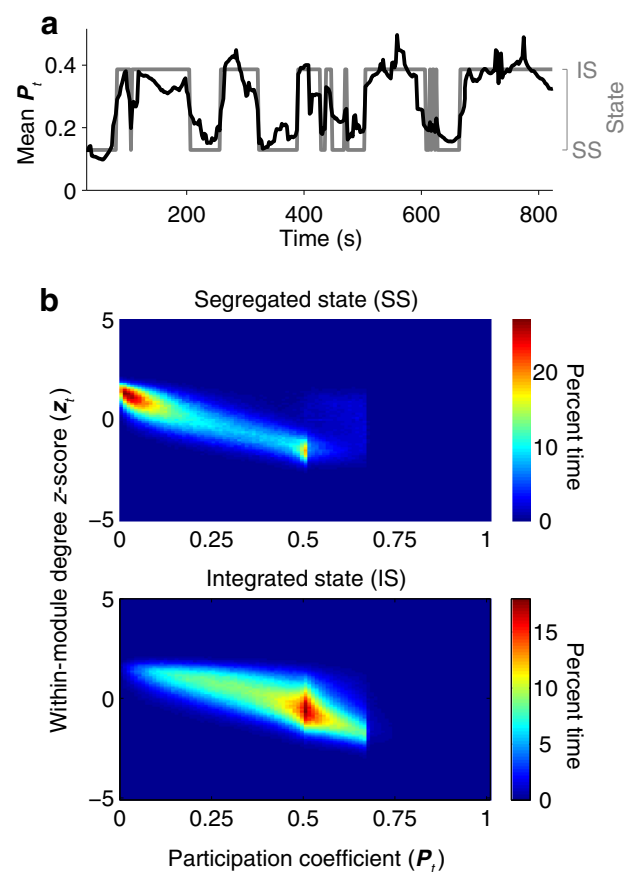 a
Mean Pt
0.4
0.2
0
200
400
600
800
Time (s)
IS
SS
State
b
Segregated state (SS)
5
0
−5
0
0.25
0.5
0.75
1
20
10
0
Percent time
Within-module degree z-score (zt)
Integrated state (IS)
5
0
−5
0
0.25
0.5
0.75
1
15
10
5
0
Percent time
Participation coefficient (Pt)